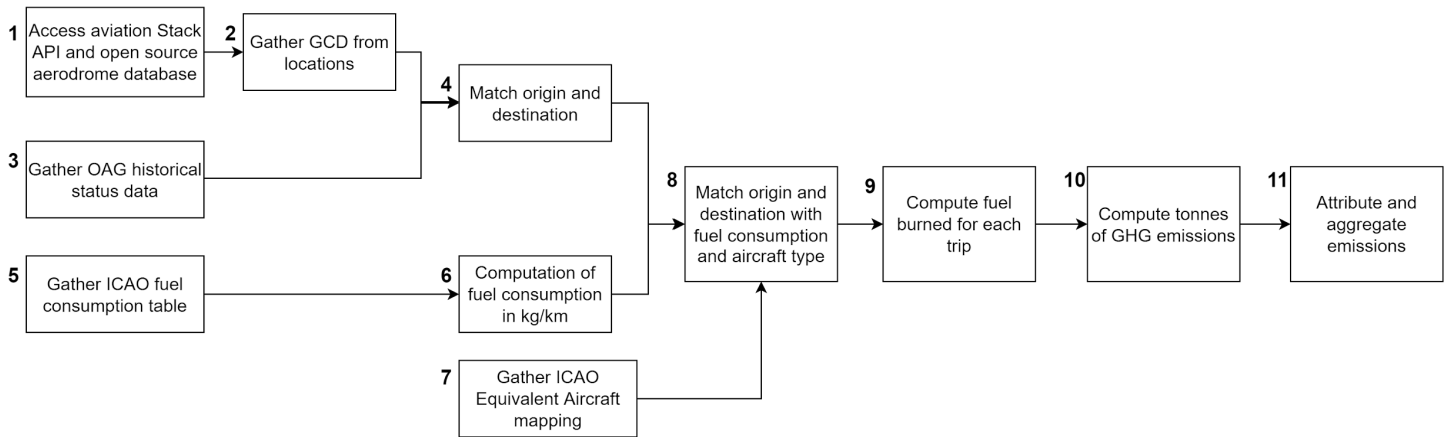 1
Access aviation Stack
API and open source
aerodrome database
2
Gather GCD from
locations
3
Gather OAG historical
status data
4
Match origin and
destination
5
Gather ICAO fuel
consumption table
6
Computation of
fuel consumption
in kg/km
7
Gather ICAO
Equivalent Aircraft
mapping
8
Match origin and
destination with
fuel consumption
and aircraft type
9
Compute fuel
burned for each
trip
10
Compute tonnes
of GHG emissions
11
Attribute and
aggregate
emissions